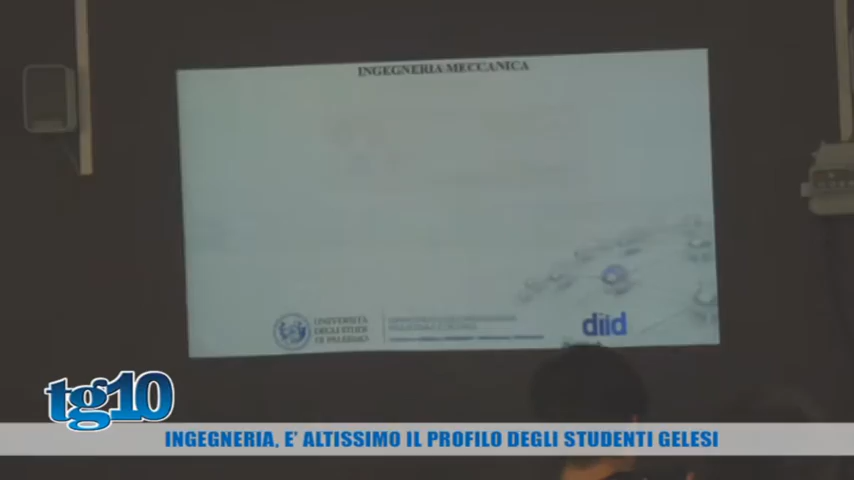 INGEGNERIA MECCANICA
UNIVERSITÀ
DEGLI STUDI
DI PALERMO
diid
tg10
INGEGNERIA, E' ALTISSIMO IL PROFILO DEGLI STUDENTI GELESI